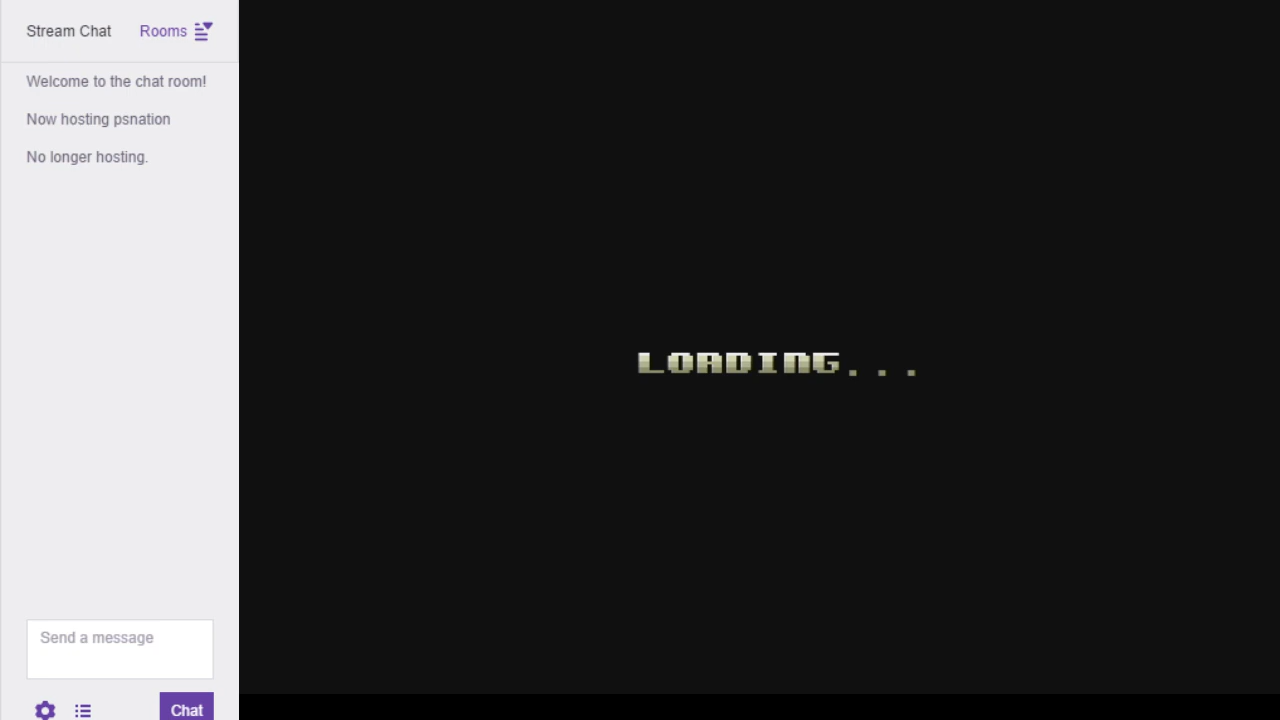 Stream Chat Rooms
Welcome to the chat room!
Now hosting psnation
No longer hosting.
LOADING...
Send a message
Chat